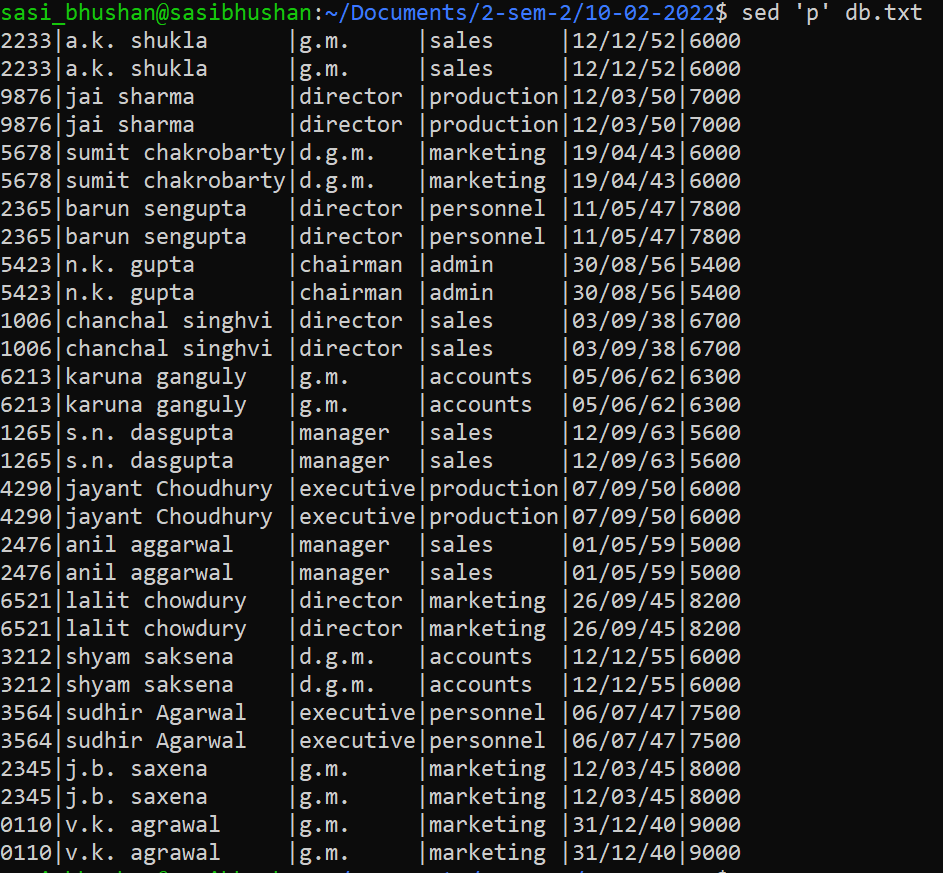 sasi_bhushan@sasibhushan:~/Documents/2-sem-2/10-02-2022$ sed 'p' db.txt
2233|a.k. shukla      |g.m.     |sales     |12/12/52|6000
2233|a.k. shukla      |g.m.     |sales     |12/12/52|6000
9876|jai sharma       |director |production|12/03/50|7000
9876|jai sharma       |director |production|12/03/50|7000
5678|sumit chakrobarty|d.g.m.   |marketing |19/04/43|6000
5678|sumit chakrobarty|d.g.m.   |marketing |19/04/43|6000
2365|barun sengupta   |director |personnel |11/05/47|7800
2365|barun sengupta   |director |personnel |11/05/47|7800
5423|n.k. gupta       |chairman |admin     |30/08/56|5400
5423|n.k. gupta       |chairman |admin     |30/08/56|5400
1006|chanchal singhvi |director |sales     |03/09/38|6700
1006|chanchal singhvi |director |sales     |03/09/38|6700
6213|karuna ganguly   |g.m.     |accounts  |05/06/62|6300
6213|karuna ganguly   |g.m.     |accounts  |05/06/62|6300
1265|s.n. dasgupta    |manager  |sales     |12/09/63|5600
1265|s.n. dasgupta    |manager  |sales     |12/09/63|5600
4290|jayant Choudhury |executive|production|07/09/50|6000
4290|jayant Choudhury |executive|production|07/09/50|6000
2476|anil aggarwal    |manager  |sales     |01/05/59|5000
2476|anil aggarwal    |manager  |sales     |01/05/59|5000
6521|lalit chowdury   |director |marketing |26/09/45|8200
6521|lalit chowdury   |director |marketing |26/09/45|8200
3212|shyam saksena    |d.g.m.   |accounts  |12/12/55|6000
3212|shyam saksena    |d.g.m.   |accounts  |12/12/55|6000
3564|sudhir Agarwal   |executive|personnel |06/07/47|7500
3564|sudhir Agarwal   |executive|personnel |06/07/47|7500
2345|j.b. saxena      |g.m.     |marketing |12/03/45|8000
2345|j.b. saxena      |g.m.     |marketing |12/03/45|8000
0110|v.k. agrawal     |g.m.     |marketing |31/12/40|9000
0110|v.k. agrawal     |g.m.     |marketing |31/12/40|9000